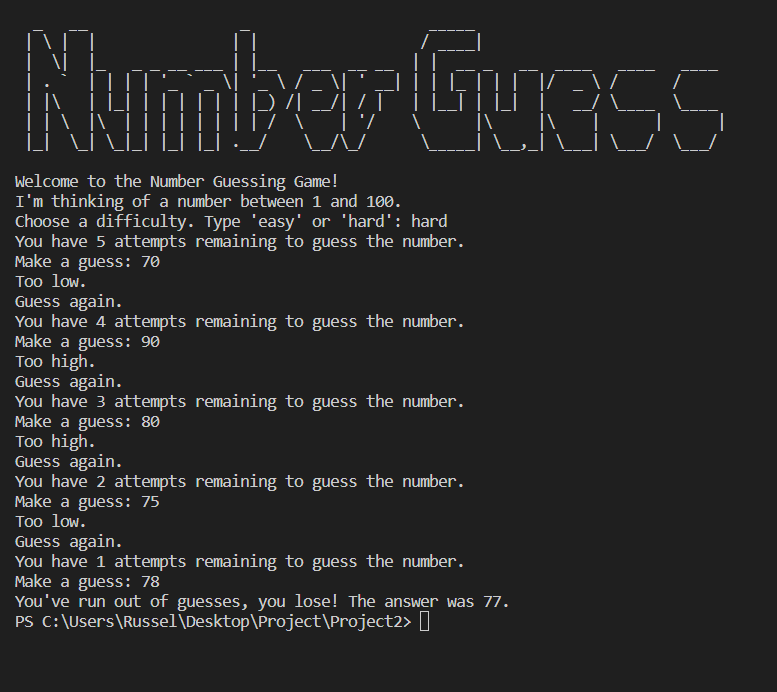 Number Guess
Welcome to the Number Guessing Game!
I'm thinking of a number between 1 and 100.
Choose a difficulty. Type 'easy' or 'hard': hard
You have 5 attempts remaining to guess the number.
Make a guess: 70
Too low.
Guess again.
You have 4 attempts remaining to guess the number.
Make a guess: 90
Too high.
Guess again.
You have 3 attempts remaining to guess the number.
Make a guess: 80
Too high.
Guess again.
You have 2 attempts remaining to guess the number.
Make a guess: 75
Too low.
Guess again.
You have 1 attempts remaining to guess the number.
Make a guess: 78
You've run out of guesses, you lose! The answer was 77.
PS C:\Users\Russel\Desktop\Project\Project2>